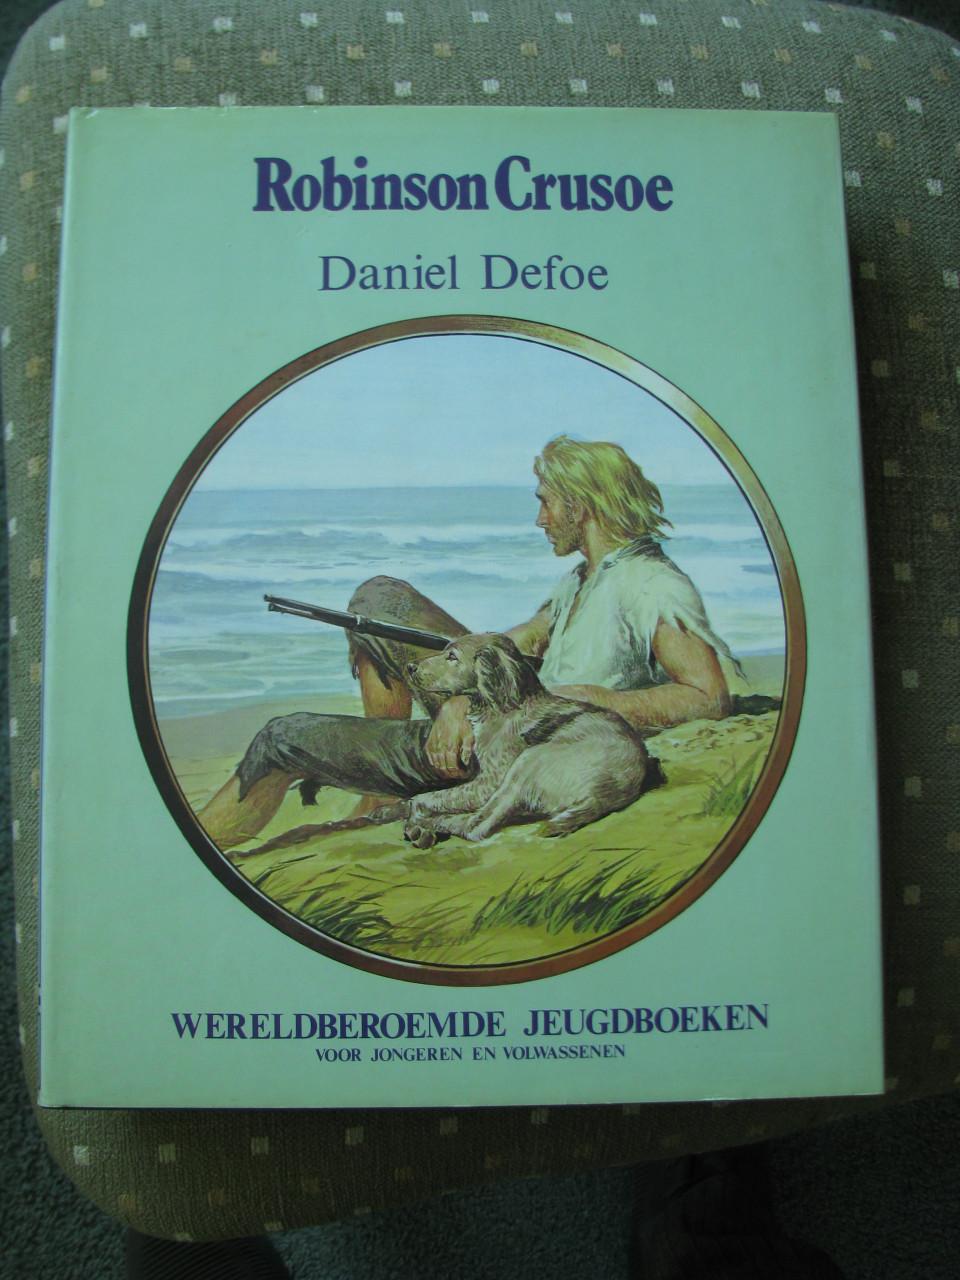 Robinson Crusoe
Daniel Defoe
WERELDBEROEMDE JEUGDBOEKEN
VOOR JONGEREN EN VOLWASSENEN